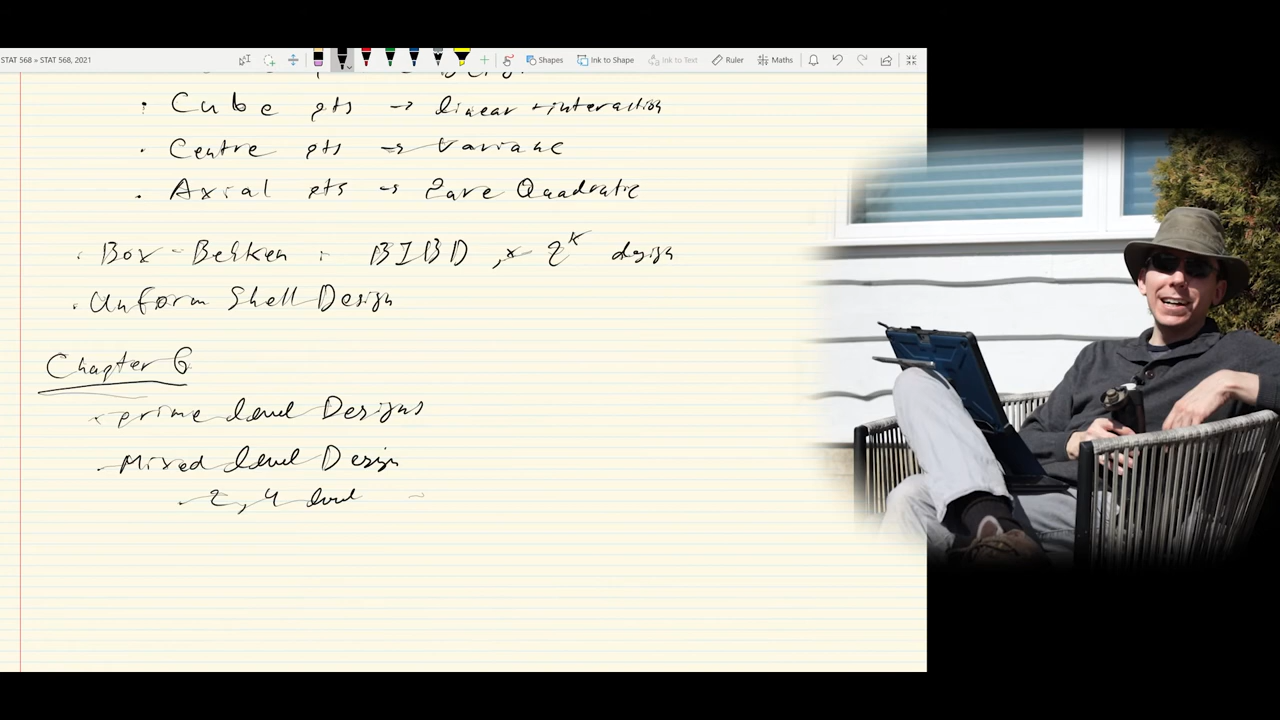 STAT 568 » STAT 568, 2021 Shapes Ink to Shape Ink to Text Ruler Maths
· Cube pts → linear + interaction
· Centre pts → Variance
· Axial pts → Pure Quadratic
· Box-Behken : BIBD, × 2^k design
· Uniform Shell Design
Chapter 6
· prime level Designs
· Mixed level Design
· 2, 4 level